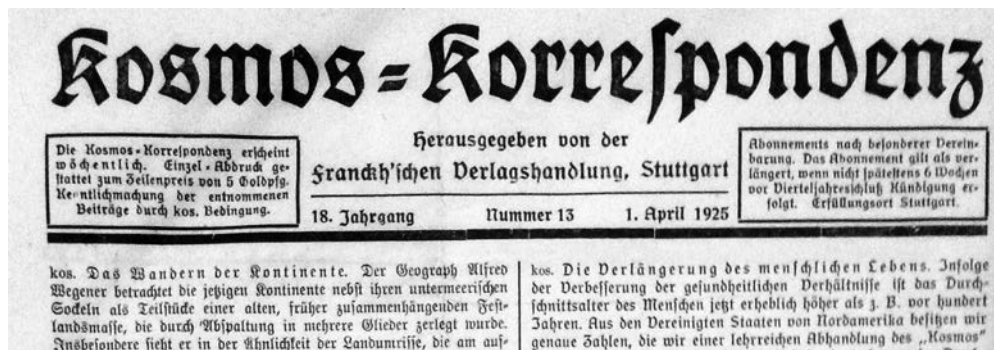 Kosmos-Korrespondenz
Die Kosmos-Korrespondenz erscheint
wöchentlich. Einzel-Abdruck ge-
stattet zum Zeilenpreis von 5 Goldpfg.
Kenntlichmachung der entnommenen
Beiträge durch kos. Bedingung.
Herausgegeben von der
Franckh'schen Verlagshandlung, Stuttgart
18. Jahrgang Nummer 13 1. April 1925
Abonnements nach besonderer Verein-
barung. Das Abonnement gilt als ver-
längert, wenn nicht spätestens 6 Wochen
vor Vierteljahresschluß Kündigung er-
folgt. Erfüllungsort Stuttgart.
kos. Das Wandern der Kontinente. Der Geograph Alfred
Wegener betrachtet die jetzigen Kontinente nebst ihren untermeerischen
Sockeln als Teilstücke einer alten, früher zusammenhängenden Fest-
landsmasse, die durch Abspaltung in mehrere Glieder zerlegt wurde.
Insbesondere sieht er in der Ähnlichkeit der Landumrisse, die am auf-
kos. Die Verlängerung des menschlichen Lebens. Infolge
der Verbesserung der gesundheitlichen Verhältnisse ist das Durch-
schnittsalter des Menschen jetzt erheblich höher als z. B. vor hundert
Jahren. Aus den Vereinigten Staaten von Nordamerika besitzen wir
genaue Zahlen, die wir einer lehrreichen Abhandlung des „Kosmos"